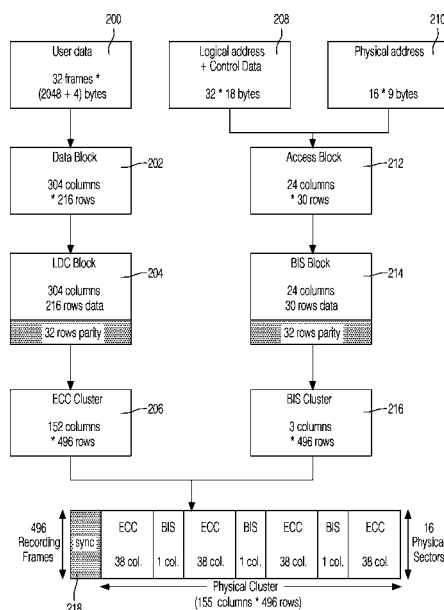 200
208
210
User data
32 frames *
(2048 + 4) bytes
Logical address
+ Control Data
32 * 18 bytes
Physical address
16 * 9 bytes
202
212
Data Block
304 columns
* 216 rows
Access Block
24 columns
* 30 rows
204
214
LDC Block
304 columns
216 rows data
32 rows parity
BIS Block
24 columns
30 rows data
32 rows parity
206
216
ECC Cluster
152 columns
* 496 rows
BIS Cluster
3 columns
* 496 rows
496
Recording
Frames
sync
ECC
38 col.
BIS
1 col.
ECC
38 col.
BIS
1 col.
ECC
38 col.
BIS
1 col.
ECC
38 col.
16
Physical
Sectors
218
Physical Cluster
(155 columns * 496 rows)